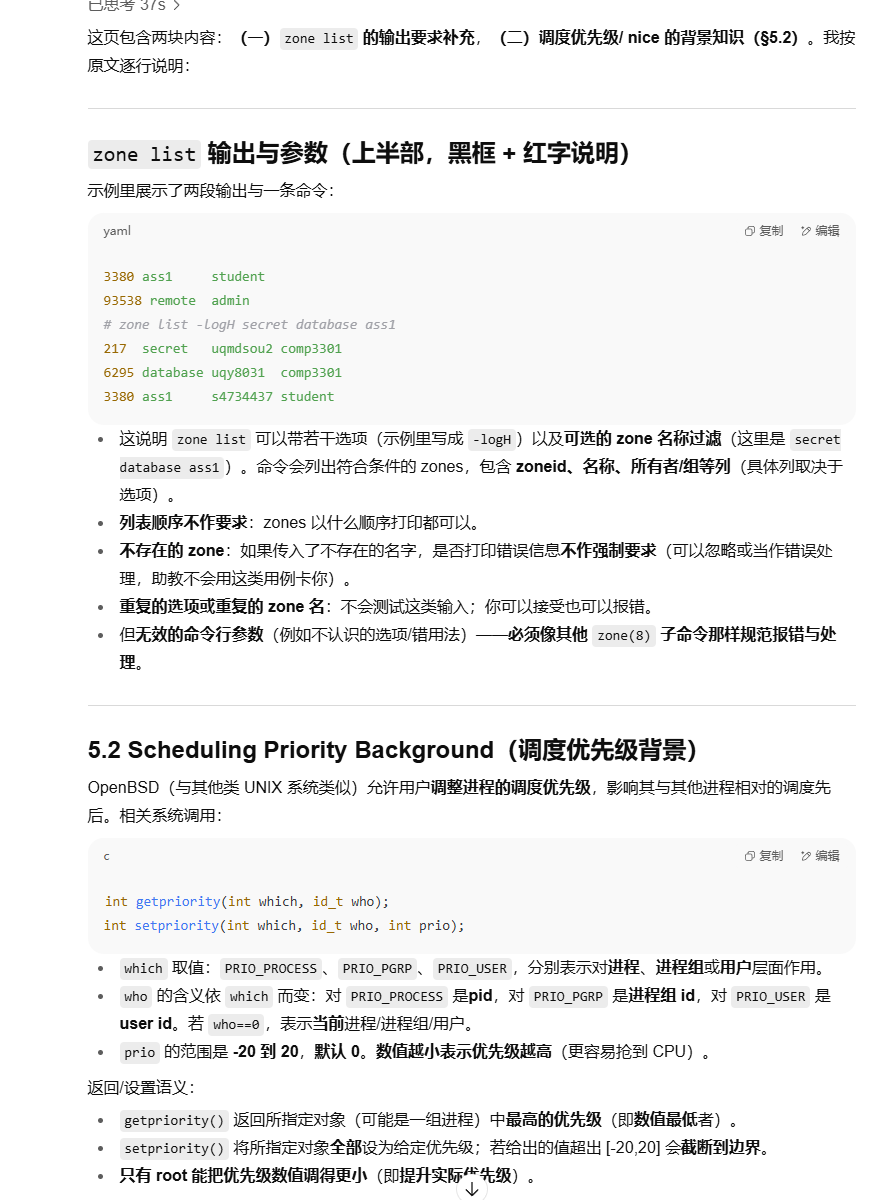 已思考 37s >
这页包含两块内容：（一）zone list 的输出要求补充，（二）调度优先级/ nice 的背景知识（§5.2）。我按
原文逐行说明：
zone list 输出与参数（上半部，黑框 + 红字说明）
示例里展示了两段输出与一条命令：
yaml 复制 编辑
3380 ass1     student
93538 remote  admin
# zone list -logH secret database ass1
217  secret   uqmdsou2 comp3301
6295 database uqy8031  comp3301
3380 ass1     s4734437 student
• 这说明 zone list 可以带若干选项（示例里写成 -logH）以及可选的 zone 名称过滤（这里是 secret
database ass1）。命令会列出符合条件的 zones，包含 zoneid、名称、所有者/组等列（具体列取决于
选项）。
• 列表顺序不作要求：zones 以什么顺序打印都可以。
• 不存在的 zone：如果传入了不存在的名字，是否打印错误信息不作强制要求（可以忽略或当作错误处
理，助教不会用这类用例卡你）。
• 重复的选项或重复的 zone 名：不会测试这类输入；你可以接受也可以报错。
• 但无效的命令行参数（例如不认识的选项/错用法）——必须像其他 zone(8) 子命令那样规范报错与处
理。
5.2 Scheduling Priority Background（调度优先级背景）
OpenBSD（与其他类 UNIX 系统类似）允许用户调整进程的调度优先级，影响其与其他进程相对的调度先
后。相关系统调用：
c 复制 编辑
int getpriority(int which, id_t who);
int setpriority(int which, id_t who, int prio);
• which 取值：PRIO_PROCESS、PRIO_PGRP、PRIO_USER，分别表示对进程、进程组或用户层面作用。
• who 的含义依 which 而变：对 PRIO_PROCESS 是pid，对 PRIO_PGRP 是进程组 id，对 PRIO_USER 是
user id。若 who==0，表示当前进程/进程组/用户。
• prio 的范围是 -20 到 20，默认 0。数值越小表示优先级越高（更容易抢到 CPU）。
返回/设置语义：
• getpriority() 返回所指定对象（可能是一组进程）中最高的优先级（即数值最低者）。
• setpriority() 将所指定对象全部设为给定优先级；若给出的值超出 [-20,20] 会截断到边界。
• 只有 root 能把优先级数值调得更小（即提升实际优先级）。